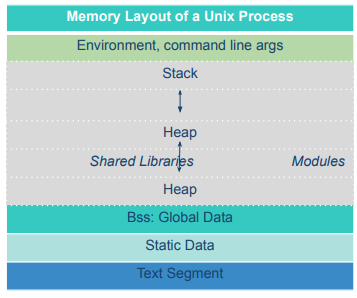 Memory Layout of a Unix Process
Environment, command line args
Stack
Heap
Shared Libraries Modules
Heap
Bss: Global Data
Static Data
Text Segment